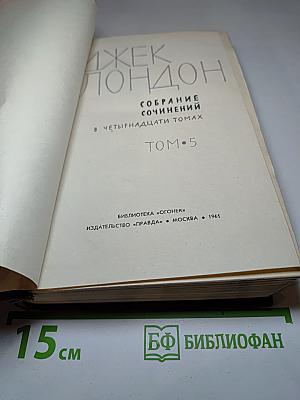 ДЖЕК
ЛОНДОН
СОБРАНИЕ
СОЧИНЕНИЙ
В ЧЕТЫРНАДЦАТИ ТОМАХ
ТОМ • 5
БИБЛИОТЕКА «ОГОНЕК»
ИЗДАТЕЛЬСТВО «ПРАВДА» • МОСКВА • 1961
15 см
БФ БИБЛИОФАН